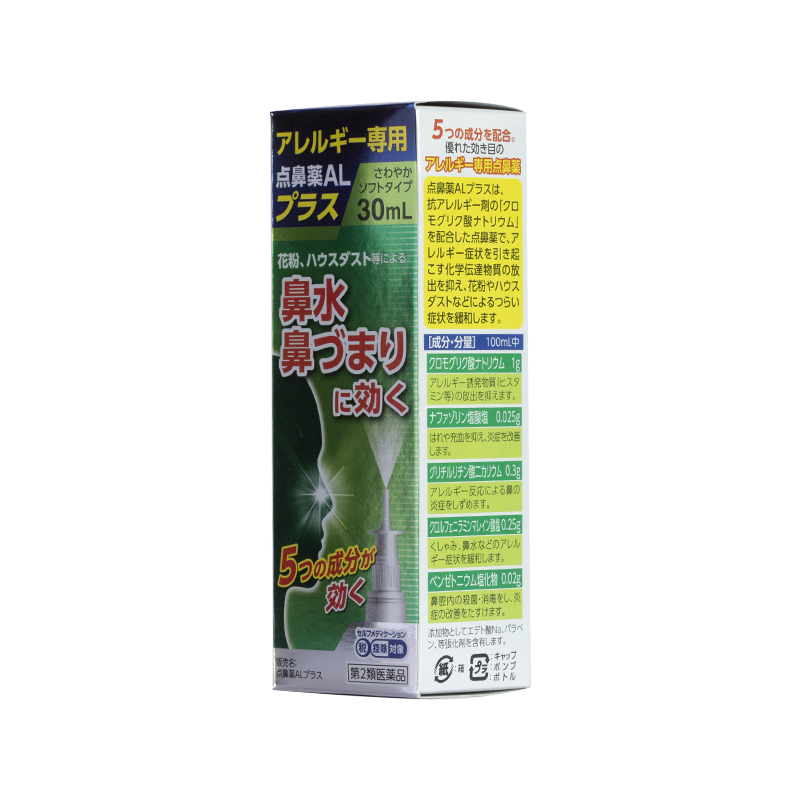 アレルギー専用
点鼻薬AL
プラス
さわやか
ソフトタイプ
30mL
花粉、ハウスダスト等による
鼻水
鼻づまり
に効く
5つの成分が
効く
セルフメディケーション
税 控除 対象
販売名:
点鼻薬ALプラス
第2類医薬品
5つの成分を配合。
優れた効き目の
アレルギー専用点鼻薬
点鼻薬ALプラスは、
抗アレルギー剤の「クロ
モグリク酸ナトリウム」
を配合した点鼻薬で、ア
レルギー症状を引き起
こす化学伝達物質の放
出を抑え、花粉やハウス
ダストなどによるつらい
症状を緩和します。
[成分・分量] 100mL中
クロモグリク酸ナトリウム 1g
アレルギー誘発物質(ヒスタ
ミン等)の放出を抑えます。
ナファゾリン塩酸塩 0.025g
はれや充血を抑え、炎症を改善
します。
グリチルリチン酸二カリウム 0.3g
アレルギー反応による鼻の
炎症をしずめます。
クロルフェニラミンマレイン酸塩 0.25g
くしゃみ、鼻水などのアレル
ギー症状を緩和します。
ベンゼトニウム塩化物 0.02g
鼻腔内の殺菌・消毒をし、炎
症の改善をたすけます。
添加物としてエデト酸Na、パラベ
ン、等張化剤を含有します。
紙 :箱
プラ :キャップ
:ポンプ
:ボトル